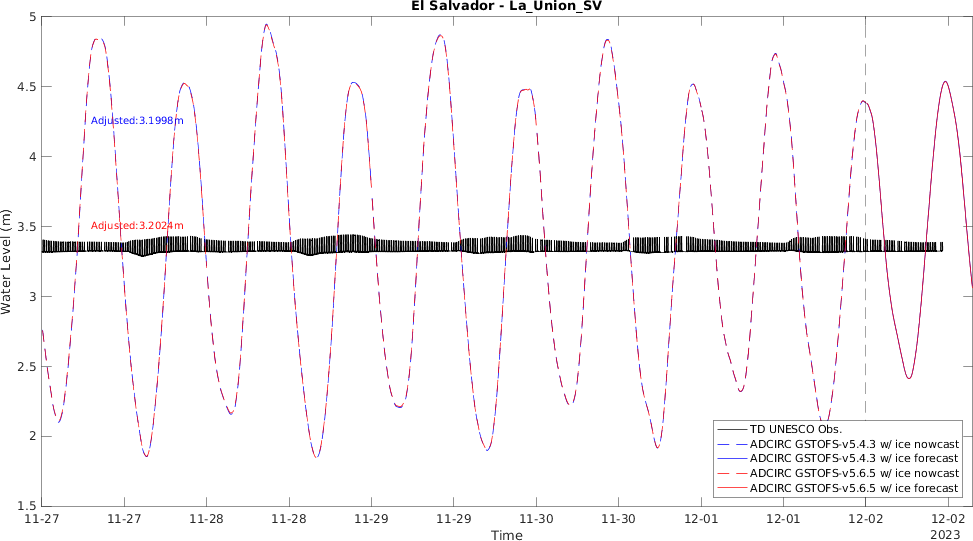 El Salvador - La_Union_SV
5
4.5
4
3.5
3
2.5
2
1.5
Water Level (m)
Adjusted:3.1998m
Adjusted:3.2024m
TD UNESCO Obs.
ADCIRC GSTOFS-v5.4.3 w/ ice nowcast
ADCIRC GSTOFS-v5.4.3 w/ ice forecast
ADCIRC GSTOFS-v5.6.5 w/ ice nowcast
ADCIRC GSTOFS-v5.6.5 w/ ice forecast
11-27 11-27 11-28 11-28 11-29 11-29 11-30 11-30 12-01 12-01 12-02 12-02
2023
Time